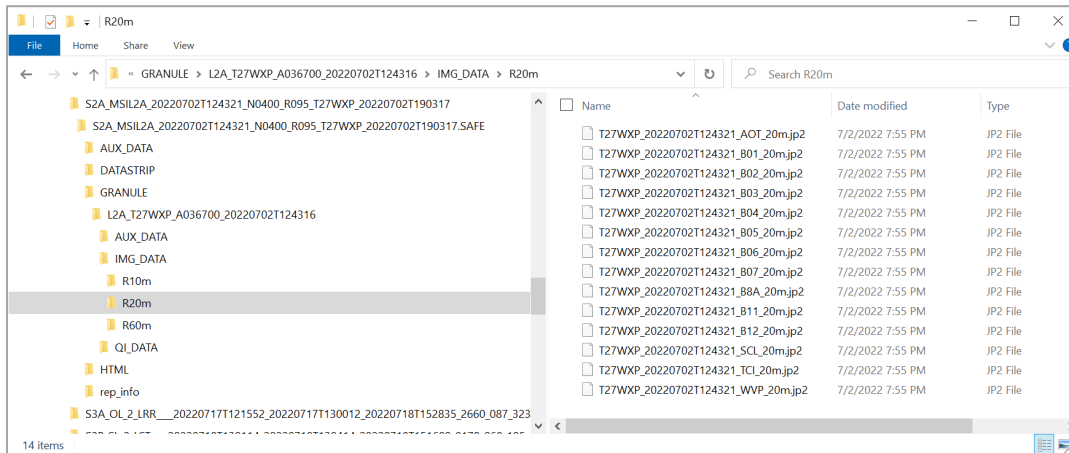 R20m
File Home Share View
« GRANULE › L2A_T27WXP_A036700_20220702T124316 › IMG_DATA › R20m Search R20m
S2A_MSIL2A_20220702T124321_N0400_R095_T27WXP_20220702T190317
S2A_MSIL2A_20220702T124321_N0400_R095_T27WXP_20220702T190317.SAFE
AUX_DATA
DATASTRIP
GRANULE
L2A_T27WXP_A036700_20220702T124316
AUX_DATA
IMG_DATA
R10m
R20m
R60m
QI_DATA
HTML
rep_info
S3A_OL_2_LRR____20220717T121552_20220717T130012_20220718T152835_2660_087_323
Name Date modified Type
T27WXP_20220702T124321_AOT_20m.jp2 7/2/2022 7:55 PM JP2 File
T27WXP_20220702T124321_B01_20m.jp2 7/2/2022 7:55 PM JP2 File
T27WXP_20220702T124321_B02_20m.jp2 7/2/2022 7:55 PM JP2 File
T27WXP_20220702T124321_B03_20m.jp2 7/2/2022 7:55 PM JP2 File
T27WXP_20220702T124321_B04_20m.jp2 7/2/2022 7:55 PM JP2 File
T27WXP_20220702T124321_B05_20m.jp2 7/2/2022 7:55 PM JP2 File
T27WXP_20220702T124321_B06_20m.jp2 7/2/2022 7:55 PM JP2 File
T27WXP_20220702T124321_B07_20m.jp2 7/2/2022 7:55 PM JP2 File
T27WXP_20220702T124321_B8A_20m.jp2 7/2/2022 7:55 PM JP2 File
T27WXP_20220702T124321_B11_20m.jp2 7/2/2022 7:55 PM JP2 File
T27WXP_20220702T124321_B12_20m.jp2 7/2/2022 7:55 PM JP2 File
T27WXP_20220702T124321_SCL_20m.jp2 7/2/2022 7:55 PM JP2 File
T27WXP_20220702T124321_TCI_20m.jp2 7/2/2022 7:55 PM JP2 File
T27WXP_20220702T124321_WVP_20m.jp2 7/2/2022 7:55 PM JP2 File
14 items